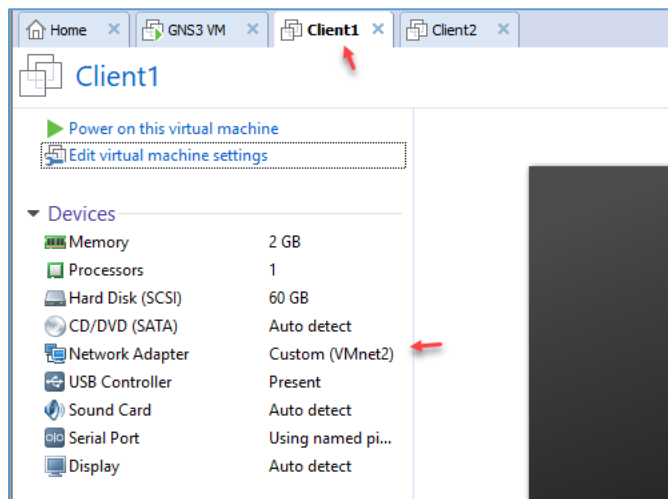 Home
GNS3 VM
Client1
Client2
Client1
Power on this virtual machine
Edit virtual machine settings
Devices
Memory 2 GB
Processors 1
Hard Disk (SCSI) 60 GB
CD/DVD (SATA) Auto detect
Network Adapter Custom (VMnet2)
USB Controller Present
Sound Card Auto detect
Serial Port Using named pi...
Display Auto detect